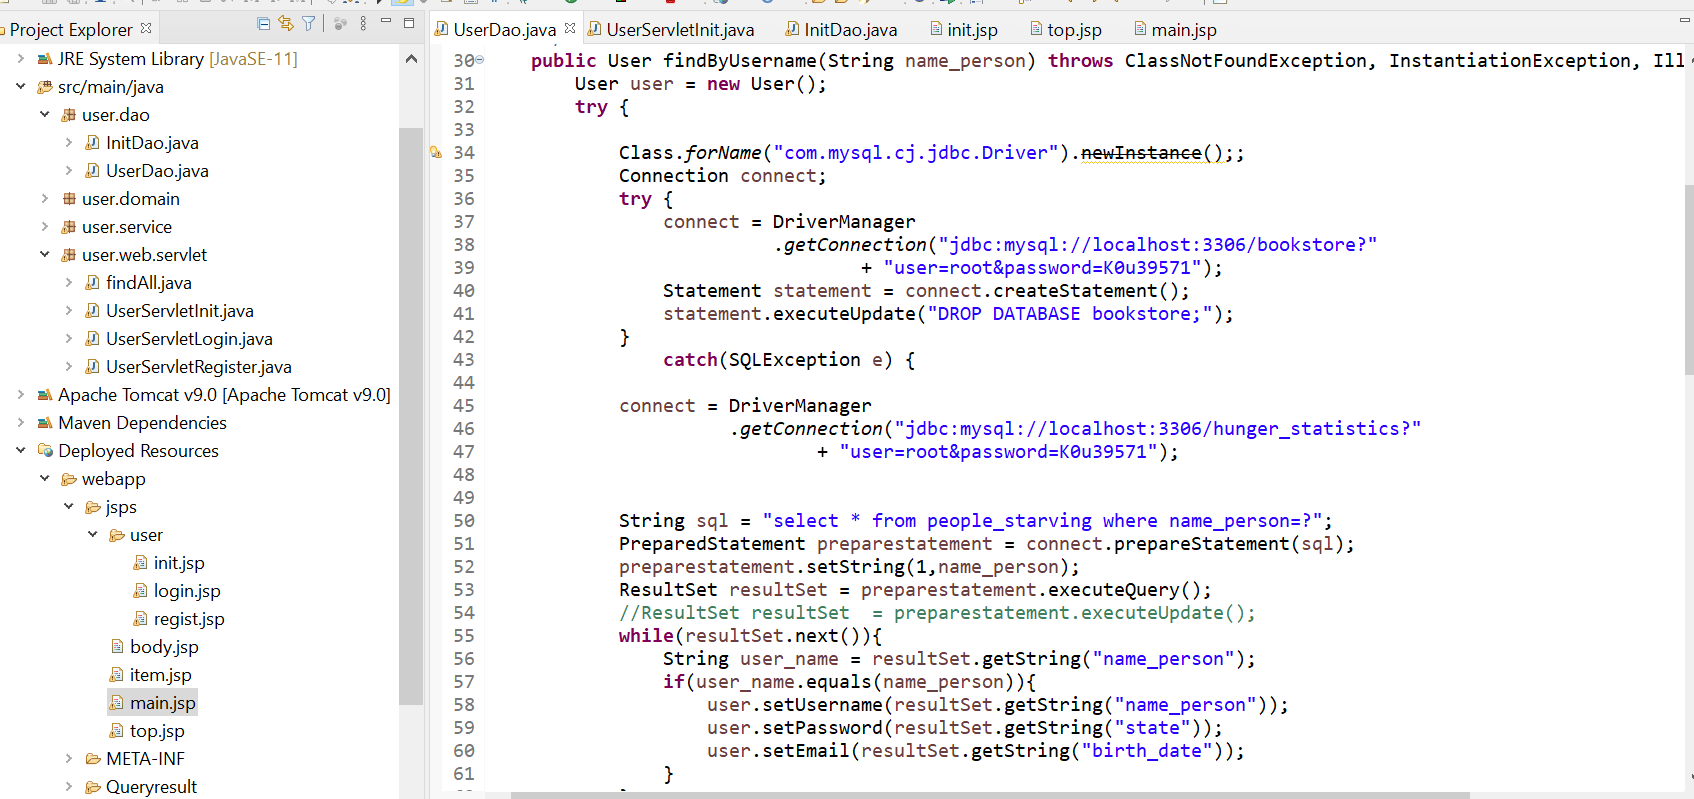 Project Explorer
JRE System Library [JavaSE-11]
src/main/java
user.dao
InitDao.java
UserDao.java
user.domain
user.service
user.web.servlet
findAll.java
UserServletInit.java
UserServletLogin.java
UserServletRegister.java
Apache Tomcat v9.0 [Apache Tomcat v9.0]
Maven Dependencies
Deployed Resources
webapp
jsps
user
init.jsp
login.jsp
regist.jsp
body.jsp
item.jsp
main.jsp
top.jsp
META-INF
Queryresult
UserDao.java UserServletInit.java InitDao.java init.jsp top.jsp main.jsp
30 public User findByUsername(String name_person) throws ClassNotFoundException, InstantiationException, Ill
31 User user = new User();
32 try {
33
34 Class.forName("com.mysql.cj.jdbc.Driver").newInstance();;
35 Connection connect;
36 try {
37 connect = DriverManager
38 .getConnection("jdbc:mysql://localhost:3306/bookstore?"
39 + "user=root&password=K0u39571");
40 Statement statement = connect.createStatement();
41 statement.executeUpdate("DROP DATABASE bookstore;");
42 }
43 catch(SQLException e) {
44
45 connect = DriverManager
46 .getConnection("jdbc:mysql://localhost:3306/hunger_statistics?"
47 + "user=root&password=K0u39571");
48
49
50 String sql = "select * from people_starving where name_person=?";
51 PreparedStatement preparestatement = connect.prepareStatement(sql);
52 preparestatement.setString(1,name_person);
53 ResultSet resultSet = preparestatement.executeQuery();
54 //ResultSet resultSet  = preparestatement.executeUpdate();
55 while(resultSet.next()){
56 String user_name = resultSet.getString("name_person");
57 if(user_name.equals(name_person)){
58 user.setUsername(resultSet.getString("name_person"));
59 user.setPassword(resultSet.getString("state"));
60 user.setEmail(resultSet.getString("birth_date"));
61 }